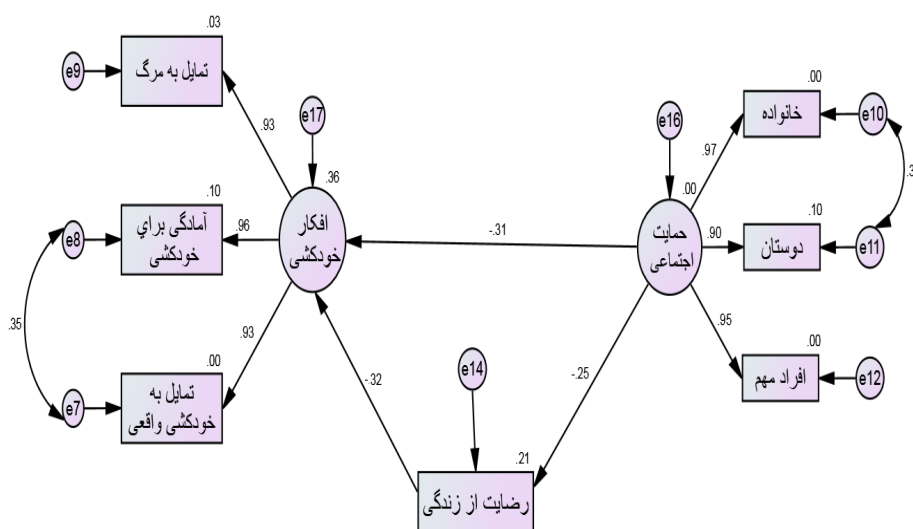 .03
e9
تمایل به مرگ
.93
e17
.36
افکار
خودکشی
.10
e8
آمادگی براي
خودکشی
.96
.35
.93
.00
e7
تمایل به
خودکشی واقعی
-.31
-.32
e14
.21
رضایت از زندگی
-.25
e16
.00
حمایت
اجتماعی
.97
.00
خانواده
e10
.3
.90
.10
دوستان
e11
.95
.00
افراد مهم
e12